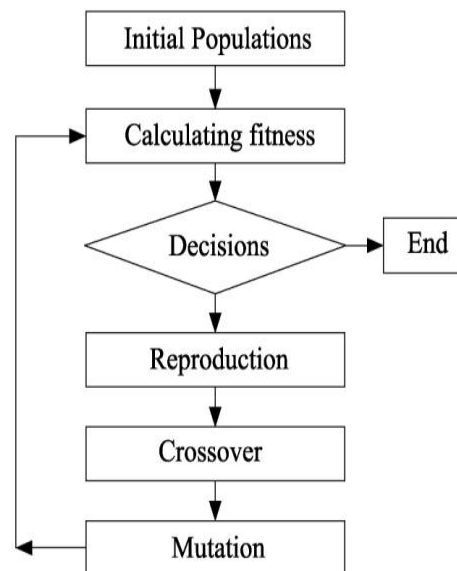 Initial Populations
Calculating fitness
Decisions
End
Reproduction
Crossover
Mutation